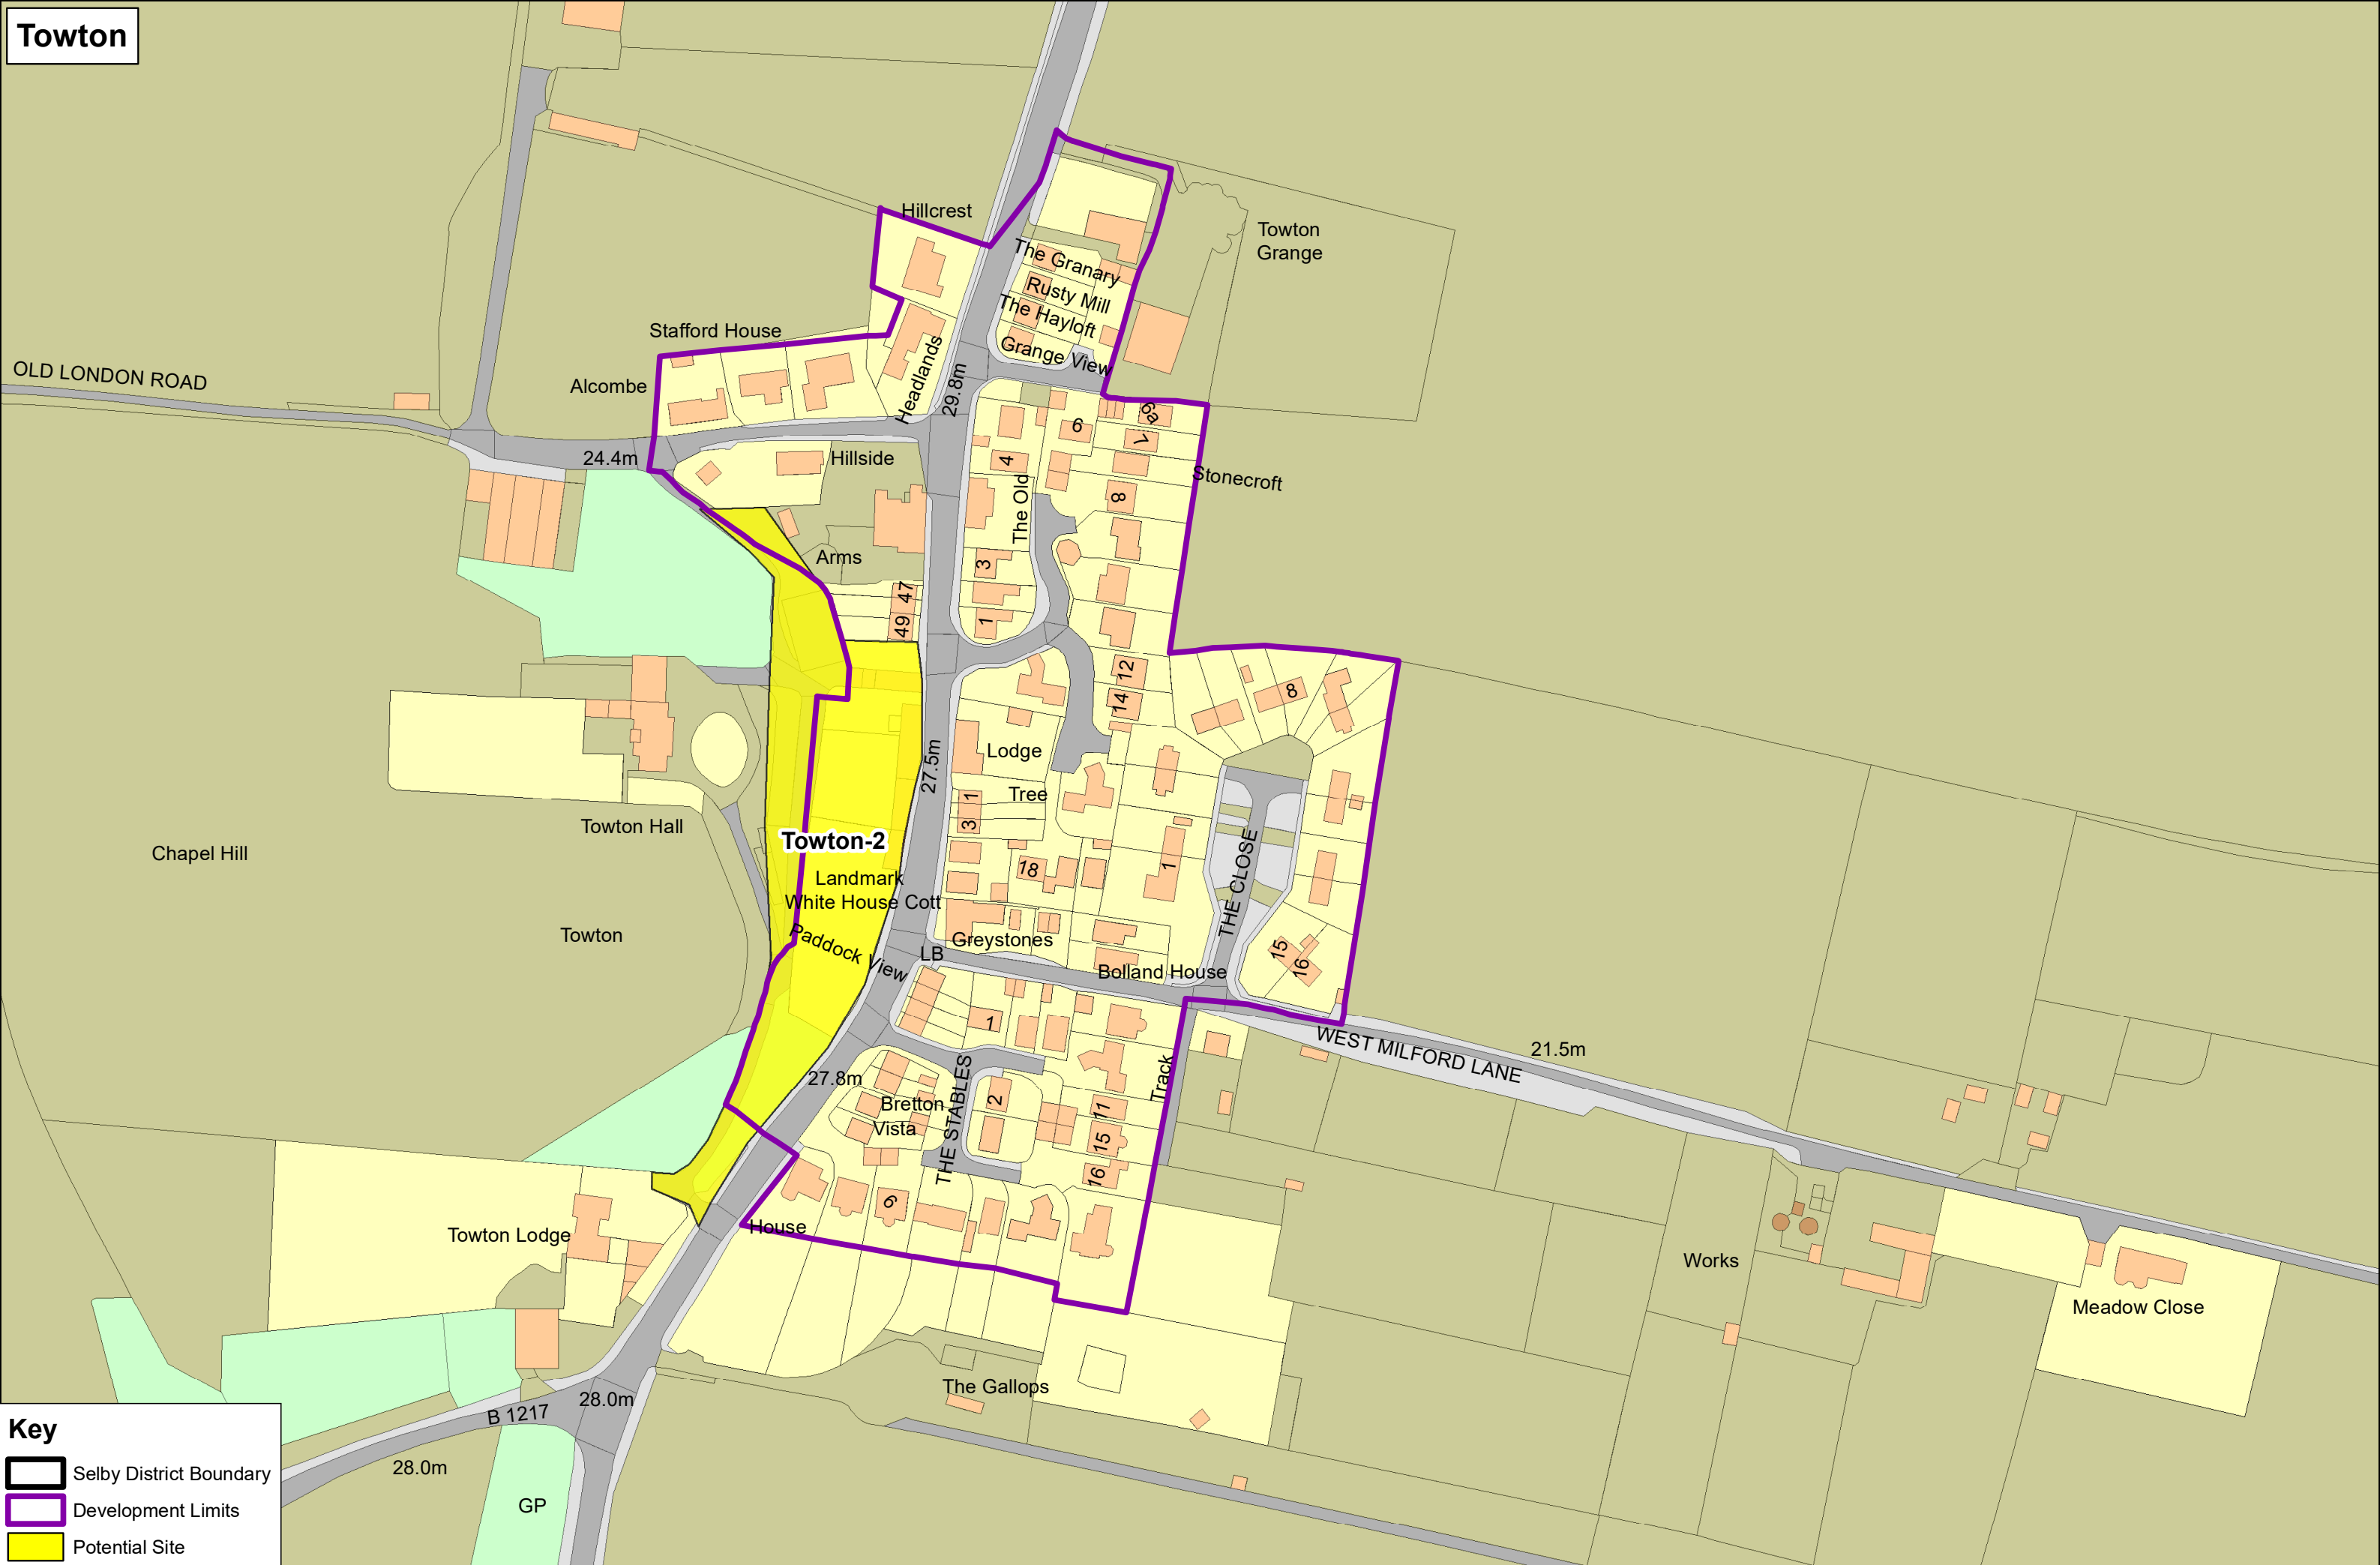 Towton
Hillcrest
Towton
Grange
The Granary
Rusty Mill
The Hayloft
Grange View
Stafford House
Alcombe
Headlands
29.8m
OLD LONDON ROAD
24.4m
Hillside
6
6a
7
4
8
Stonecroft
The Old
Arms
3
47
49
1
12
14
8
Lodge
27.5m
Tree
1
3
Towton Hall
Towton-2
Chapel Hill
18
1
THE CLOSE
Landmark
White House Cott
Towton
Paddock View
LB
Greystones
15
16
Bolland House
1
WEST MILFORD LANE
21.5m
27.8m
Track
Bretton
Vista
THE STABLES
2
11
15
16
6
House
Towton Lodge
Works
Meadow Close
The Gallops
28.0m
B 1217
28.0m
GP
Key
Selby District Boundary
Development Limits
Potential Site